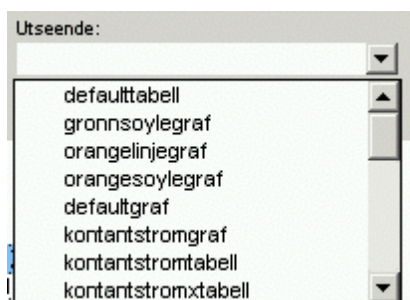 Utseende:
defaulttabell
gronnsoylegraf
orangelinjegraf
orangesoylegraf
defaultgraf
kontantstromgraf
kontantstromtabell
kontantstromxtabell